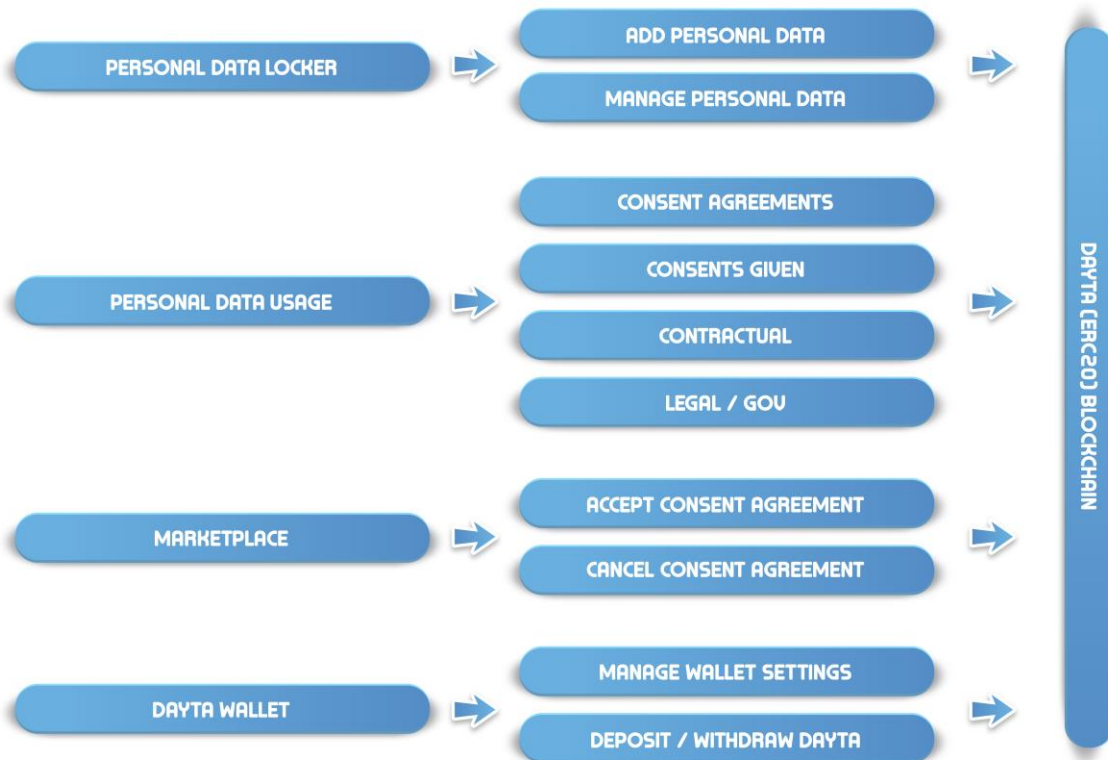 PERSONAL DATA LOCKER
ADD PERSONAL DATA
MANAGE PERSONAL DATA
PERSONAL DATA USAGE
CONSENT AGREEMENTS
CONSENTS GIVEN
CONTRACTUAL
LEGAL / GOV
MARKETPLACE
ACCEPT CONSENT AGREEMENT
CANCEL CONSENT AGREEMENT
DAYTA WALLET
MANAGE WALLET SETTINGS
DEPOSIT / WITHDRAW DAYTA
DAYTA [ERC20] BLOCKCHAIN